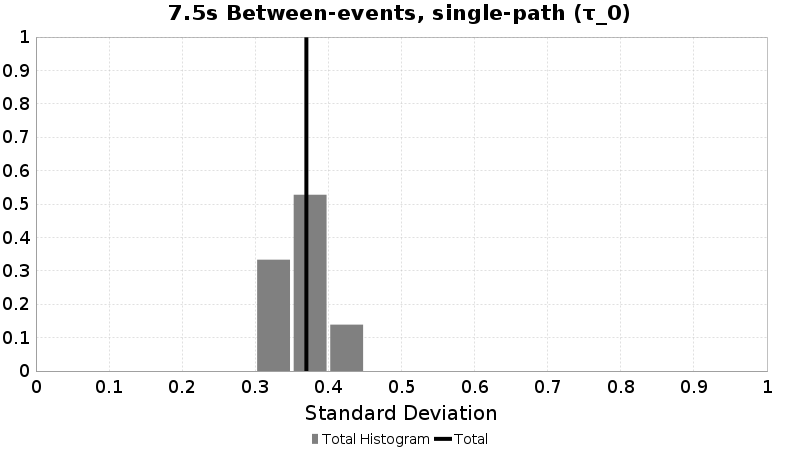 7.5s Between-events, single-path (τ_0)
1
0.9
0.8
0.7
0.6
0.5
0.4
0.3
0.2
0.1
0
0 0.1 0.2 0.3 0.4 0.5 0.6 0.7 0.8 0.9 1
Standard Deviation
Total Histogram Total